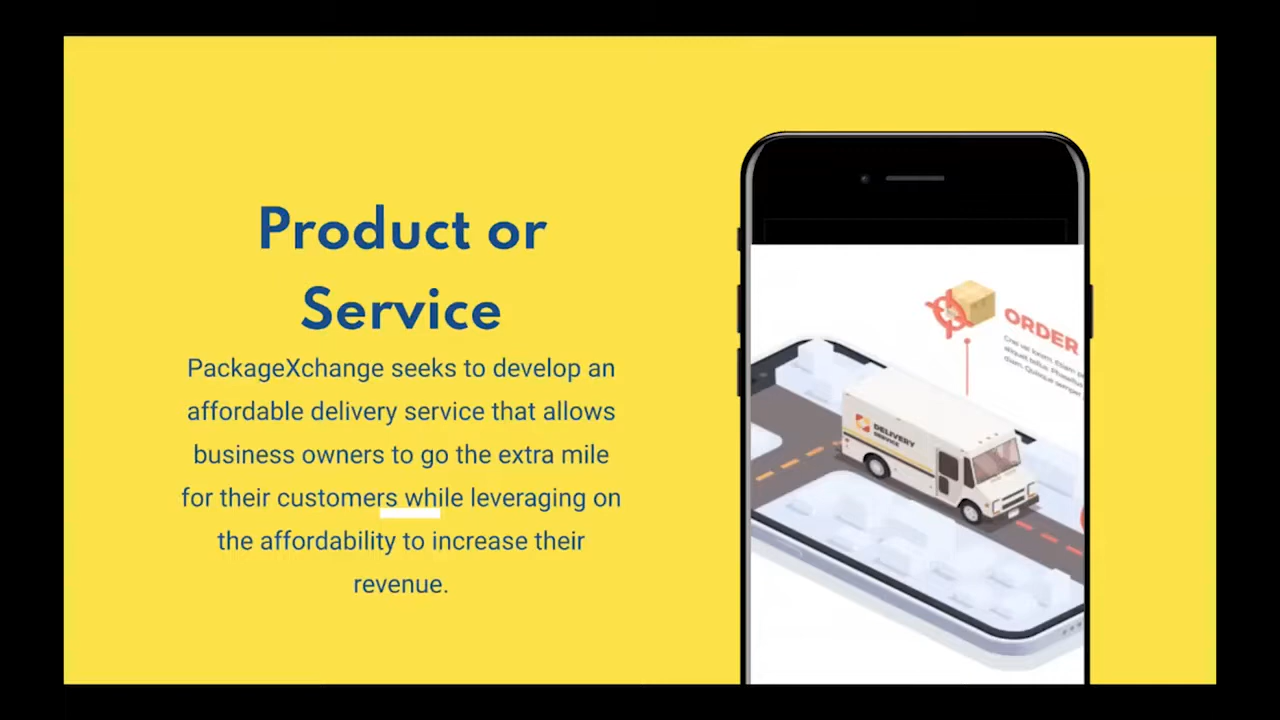 Product or
Service
PackageXchange seeks to develop an
affordable delivery service that allows
business owners to go the extra mile
for their customers while leveraging on
the affordability to increase their
revenue.
ORDER
DELIVERY
SERVICE